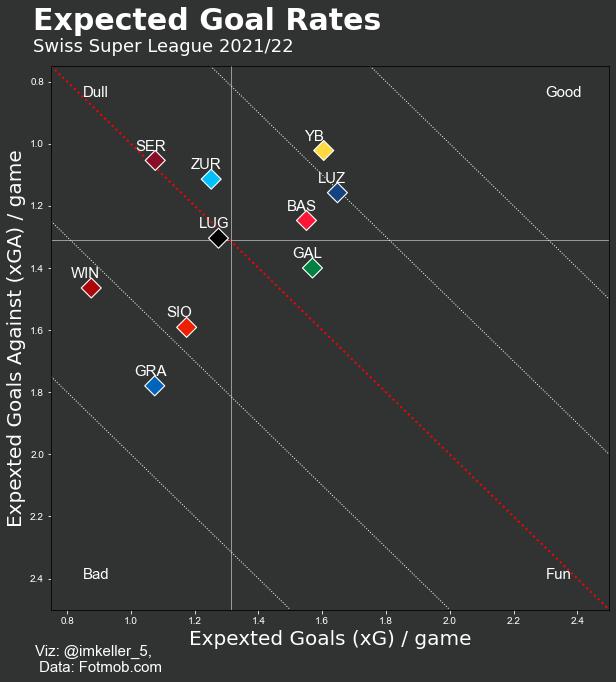 Expected Goal Rates
Swiss Super League 2021/22
Dull
Good
0.8
1.0
1.2
1.4
1.6
1.8
2.0
2.2
2.4
YB
SER
ZUR
LUZ
BAS
LUG
GAL
WIN
SIO
GRA
Bad
Fun
Expexted Goals Against (xGA) / game
0.8 1.0 1.2 1.4 1.6 1.8 2.0 2.2 2.4
Expexted Goals (xG) / game
Viz: @imkeller_5,
Data: Fotmob.com